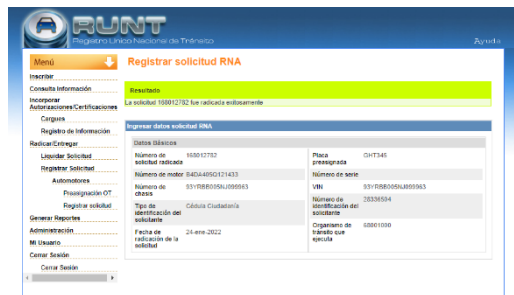 RUNT
Registro Único Nacional de Tránsito
Ayuda
Menú
Inscribir
Consulta Información
Incorporar
Autorizaciones/Certificaciones
Cargues
Registro de Información
Radicar/Entregar
Liquidar Solicitud
Registrar Solicitud
Automotores
Preasignación OT
Registrar solicitud
Generar Reportes
Administración
Mi Usuario
Cerrar Sesión
Cerrar Sesión
Registrar solicitud RNA
Resultado
La solicitud 168012782 fue radicada exitosamente
Ingresar datos solicitud RNA
Datos Básicos
Número de solicitud radicada 168012782
Placa preasignada GHT345
Número de motor B4DA405Q121433
Número de serie
Número de chasis 93YRBB005NJ099963
VIN 93YRBB005NJ099963
Tipo de identificación del solicitante Cédula Ciudadanía
Número de identificación del solicitante 28336504
Fecha de radicación de la solicitud 24-ene-2022
Organismo de tránsito que ejecuta 68001000